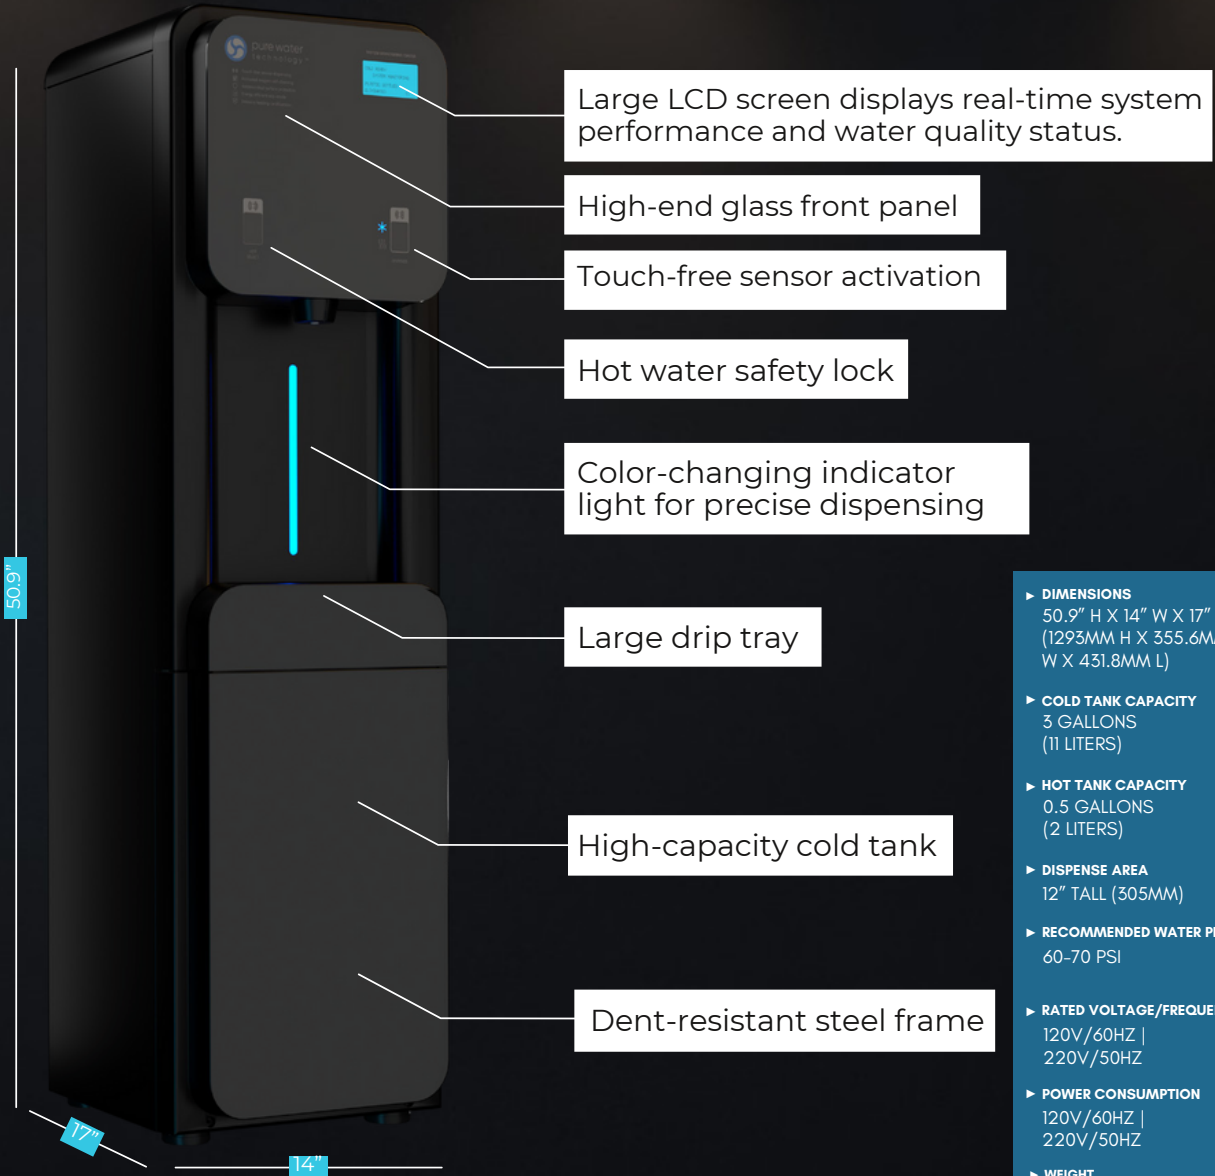 pure water
technology
Large LCD screen displays real-time system
performance and water quality status.
High-end glass front panel
Touch-free sensor activation
Hot water safety lock
Color-changing indicator
light for precise dispensing
Large drip tray
High-capacity cold tank
Dent-resistant steel frame
50.9”
17”
14”
► DIMENSIONS
50.9” H X 14” W X 17”
(1293MM H X 355.6M
W X 431.8MM L)
► COLD TANK CAPACITY
3 GALLONS
(11 LITERS)
► HOT TANK CAPACITY
0.5 GALLONS
(2 LITERS)
► DISPENSE AREA
12” TALL (305MM)
► RECOMMENDED WATER P
60-70 PSI
► RATED VOLTAGE/FREQUE
120V/60HZ |
220V/50HZ
► POWER CONSUMPTION
120V/60HZ |
220V/50HZ
► WEIGHT